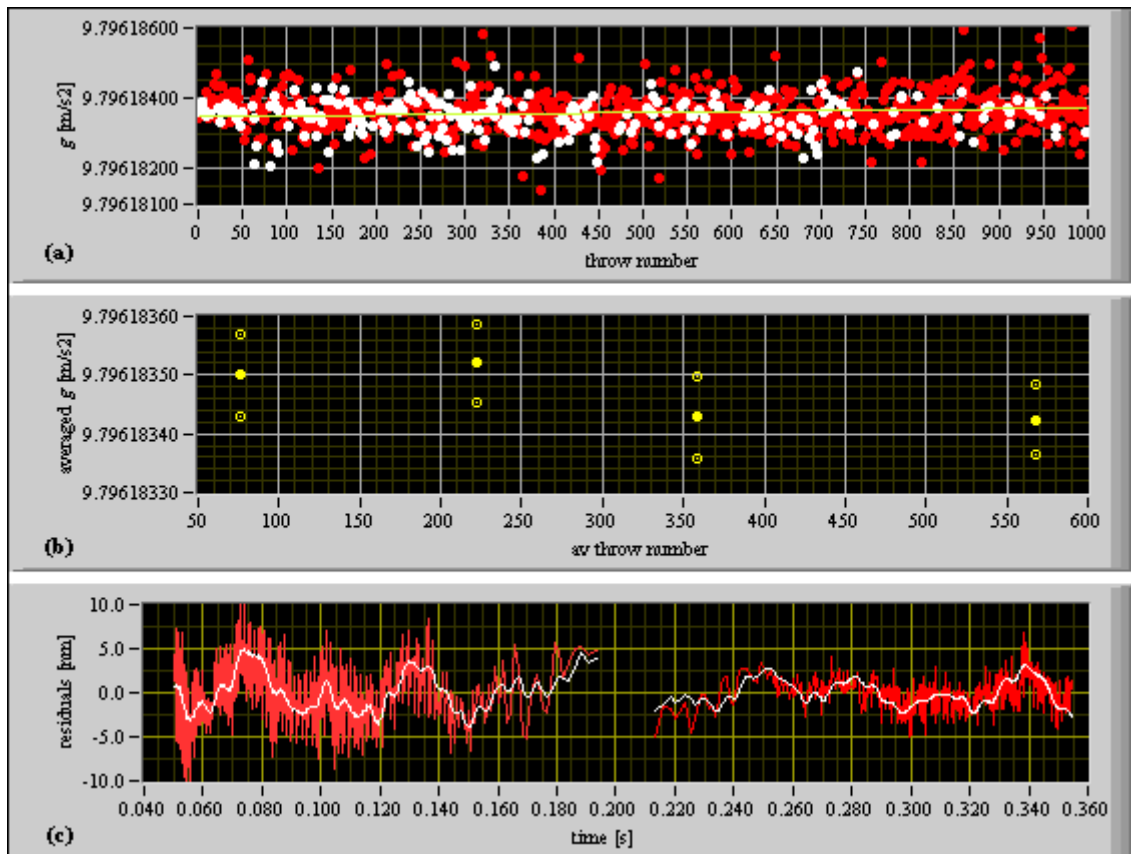 9.79618600
9.79618400
9.79618200
9.79618100
g [m/s2]
0 50 100 150 200 250 300 350 400 450 500 550 600 650 700 750 800 850 900 950 1000
(a)
throw number
9.79618360
9.79618350
9.79618340
9.79618330
averaged g [m/s2]
50 100 150 200 250 300 350 400 450 500 550 600
(b)
av throw number
10.0
5.0
0.0
-5.0
-10.0
residuals [nm]
0.040 0.060 0.080 0.100 0.120 0.140 0.160 0.180 0.200 0.220 0.240 0.260 0.280 0.300 0.320 0.340 0.360
(c)
time [s]